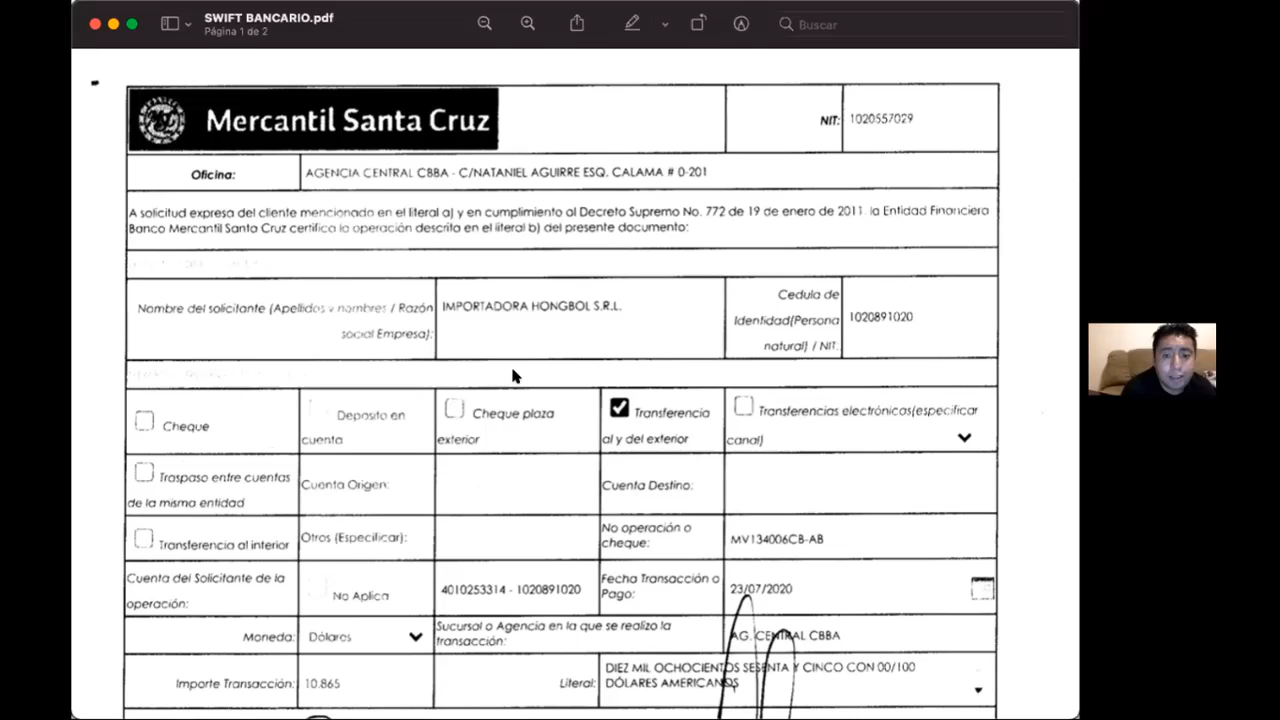 SWIFT BANCARIO.pdf
Página 1 de 2
Buscar
Mercantil Santa Cruz
NIT:
1020557029
Oficina:
AGENCIA CENTRAL CBBA - C/NATANIEL AGUIRRE ESQ. CALAMA # 0-201
A solicitud expresa del cliente mencionado en el literal a) y en cumplimiento al Decreto Supremo No. 772 de 19 de enero de 2011. la Entidad Financiera
Banco Mercantil Santa Cruz certifica la operación descrita en el literal b) del presente documento:
Nombre del solicitante (Apellidos y nombres / Razón
social Empresa):
IMPORTADORA HONGBOL S.R.L.
Cedula de
Identidad(Persona
natural) / NIT:
1020891020
Cheque
Deposito en
cuenta
Cheque plaza
exterior
Transferencia
al y del exterior
Transferencias electrónicas(especificar
canal)
Traspaso entre cuentas
de la misma entidad
Cuenta Origen:
Cuenta Destino:
Transferencia al interior
Otros (Especificar):
No operación o
cheque:
MV134006CB-AB
Cuenta del Solicitante de la
operación:
No Aplica
4010253314 - 1020891020
Fecha Transacción o
Pago:
23/07/2020
Moneda:
Dólares
Sucursal o Agencia en la que se realizo la
transacción:
AG. CENTRAL CBBA
Importe Transacción:
10.865
Literal:
DIEZ MIL OCHOCIENTOS SESENTA Y CINCO CON 00/100
DÓLARES AMERICANOS